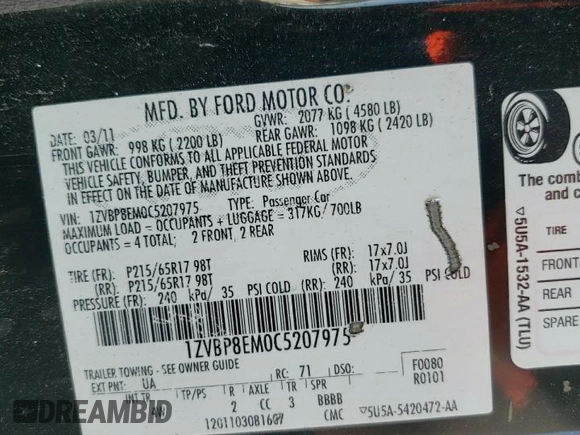 MFD. BY FORD MOTOR CO.
DATE: 03/11 GVWR: 2077 KG (4580 LB)
FRONT GAWR: 998 KG (2200 LB) REAR GAWR: 1098 KG (2420 LB)
THIS VEHICLE CONFORMS TO ALL APPLICABLE FEDERAL MOTOR
VEHICLE SAFETY, BUMPER, AND THEFT PREVENTION STANDARDS
IN EFFECT ON THE DATE OF MANUFACTURE SHOWN ABOVE.
VIN: 1ZVBP8EM0C5207975 TYPE: Passenger Car
MAXIMUM LOAD = OCCUPANTS + LUGGAGE = 317KG/700LB
OCCUPANTS = 4 TOTAL; 2 FRONT, 2 REAR
TIRE (FR): P215/65R17 98T RIMS (FR): 17x7.0J
(RR): P215/65R17 98T (RR): 17x7.0J
PRESSURE (FR): 240 kPa/ 35 PSI COLD (RR): 240 kPa/ 35 PSI COLD
1ZVBP8EM0C5207975
TRAILER TOWING - SEE OWNER GUIDE
EXT PNT: UA RC: 71 DSO: F0080
R0101
INT TR TP/PS R AXLE TR SPR
AW 2 CC 3 BBBB
CMC
5U5A-5420472-AA
The comb
and c
TIRE
FRONT
REAR
SPARE
5U5A-1532-AA (TLU)
DREAMBID